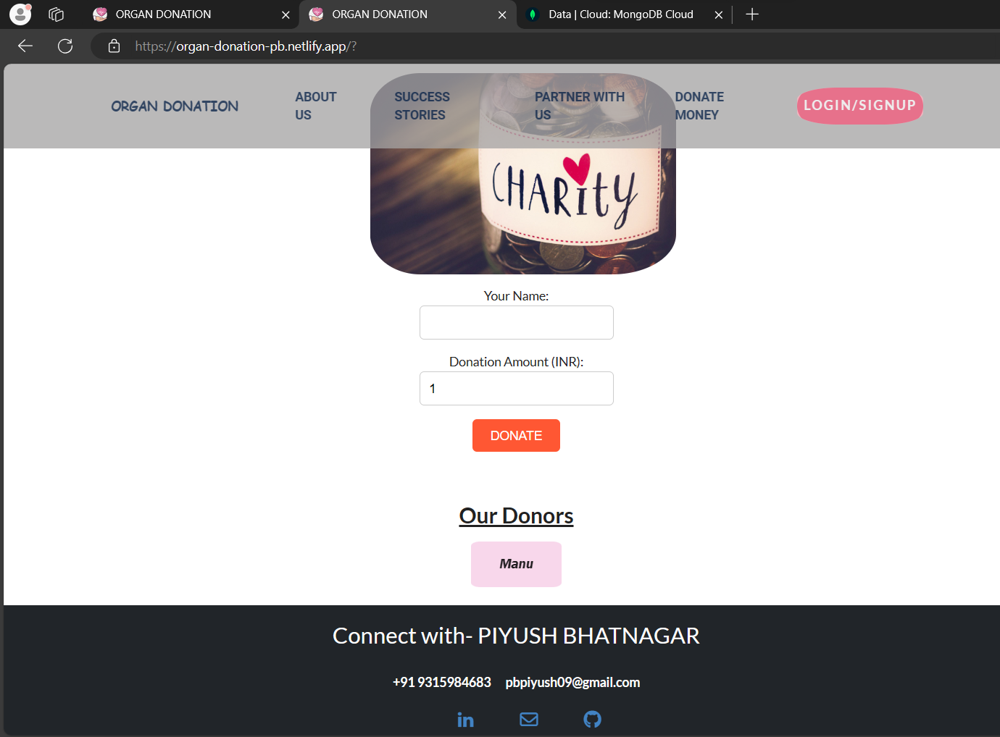 ORGAN DONATION
ORGAN DONATION
Data | Cloud: MongoDB Cloud
https://organ-donation-pb.netlify.app/?
ORGAN DONATION
ABOUT
US
SUCCESS
STORIES
PARTNER WITH
US
DONATE
MONEY
LOGIN/SIGNUP
CHARITY
Your Name:
Donation Amount (INR):
1
DONATE
Our Donors
Manu
Connect with- PIYUSH BHATNAGAR
+91 9315984683 pbpiyush09@gmail.com